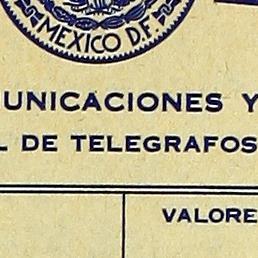 MEXICO D.F.
UNICACIONES Y
L DE TELEGRAFOS
VALORE